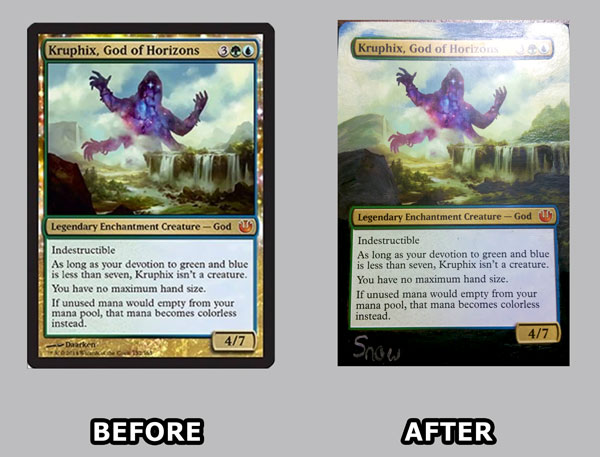 Kruphix, God of Horizons 3
Legendary Enchantment Creature — God
Indestructible
As long as your devotion to green and blue
is less than seven, Kruphix isn't a creature.
You have no maximum hand size.
If unused mana would empty from your
mana pool, that mana becomes colorless
instead.
4/7
Daarken
BEFORE
Kruphix, God of Horizons
Legendary Enchantment Creature — God
Indestructible
As long as your devotion to green and blue
is less than seven, Kruphix isn't a creature.
You have no maximum hand size.
If unused mana would empty from your
mana pool, that mana becomes colorless
instead.
4/7
Snow
AFTER